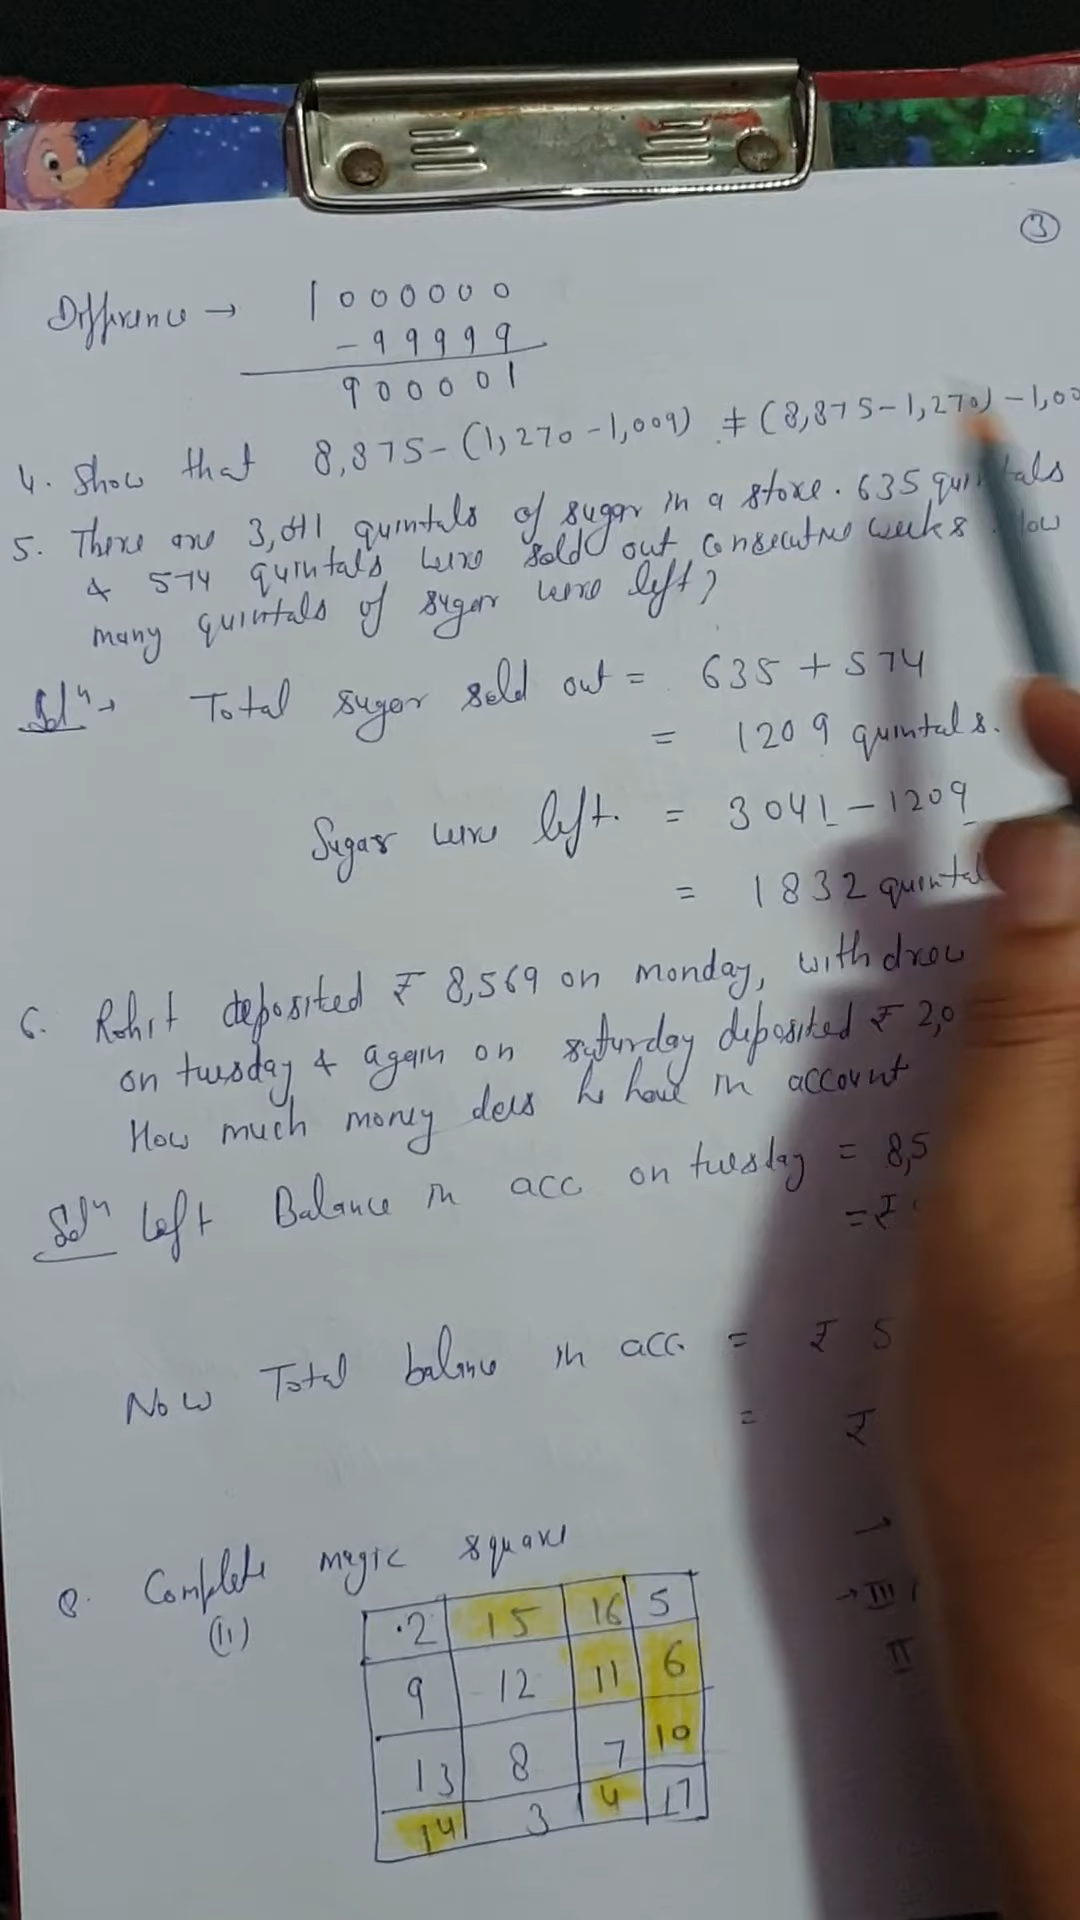 3
Difference → 1000000
- 99999
900001
4. Show that 8,875-(1,270-1,009) ≠ (8,875-1,270)-1,00
5. There are 3,041 quintals of sugar in a store. 635 quintals
& 574 quintals were sold out consecutive weeks. How
many quintals of sugar were left?
Solⁿ → Total sugar sold out = 635 + 574
= 1209 quintals.
Sugar were left. = 3041 - 1209
= 1832 quintal
6. Rohit deposited ₹ 8,569 on monday, withdrew
on tuesday & again on saturday deposited ₹ 2,0
How much money does he have in account
Solⁿ Left Balance in acc on tuesday = 8,5
= ₹
Now Total balance in acc. = ₹ 5
= ₹
→
→ III
II
8. Complete magic square
(ii)
2 15 16 5
9 12 11 6
13 8 7 10
14 3 4 17